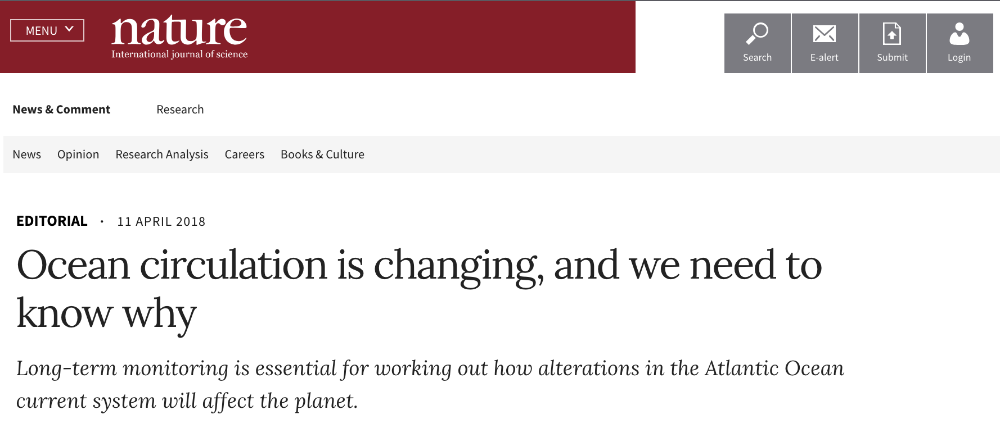 MENU
nature
International journal of science
Search
E-alert
Submit
Login
News & Comment
Research
News Opinion Research Analysis Careers Books & Culture
EDITORIAL · 11 APRIL 2018
Ocean circulation is changing, and we need to
know why
Long-term monitoring is essential for working out how alterations in the Atlantic Ocean
current system will affect the planet.